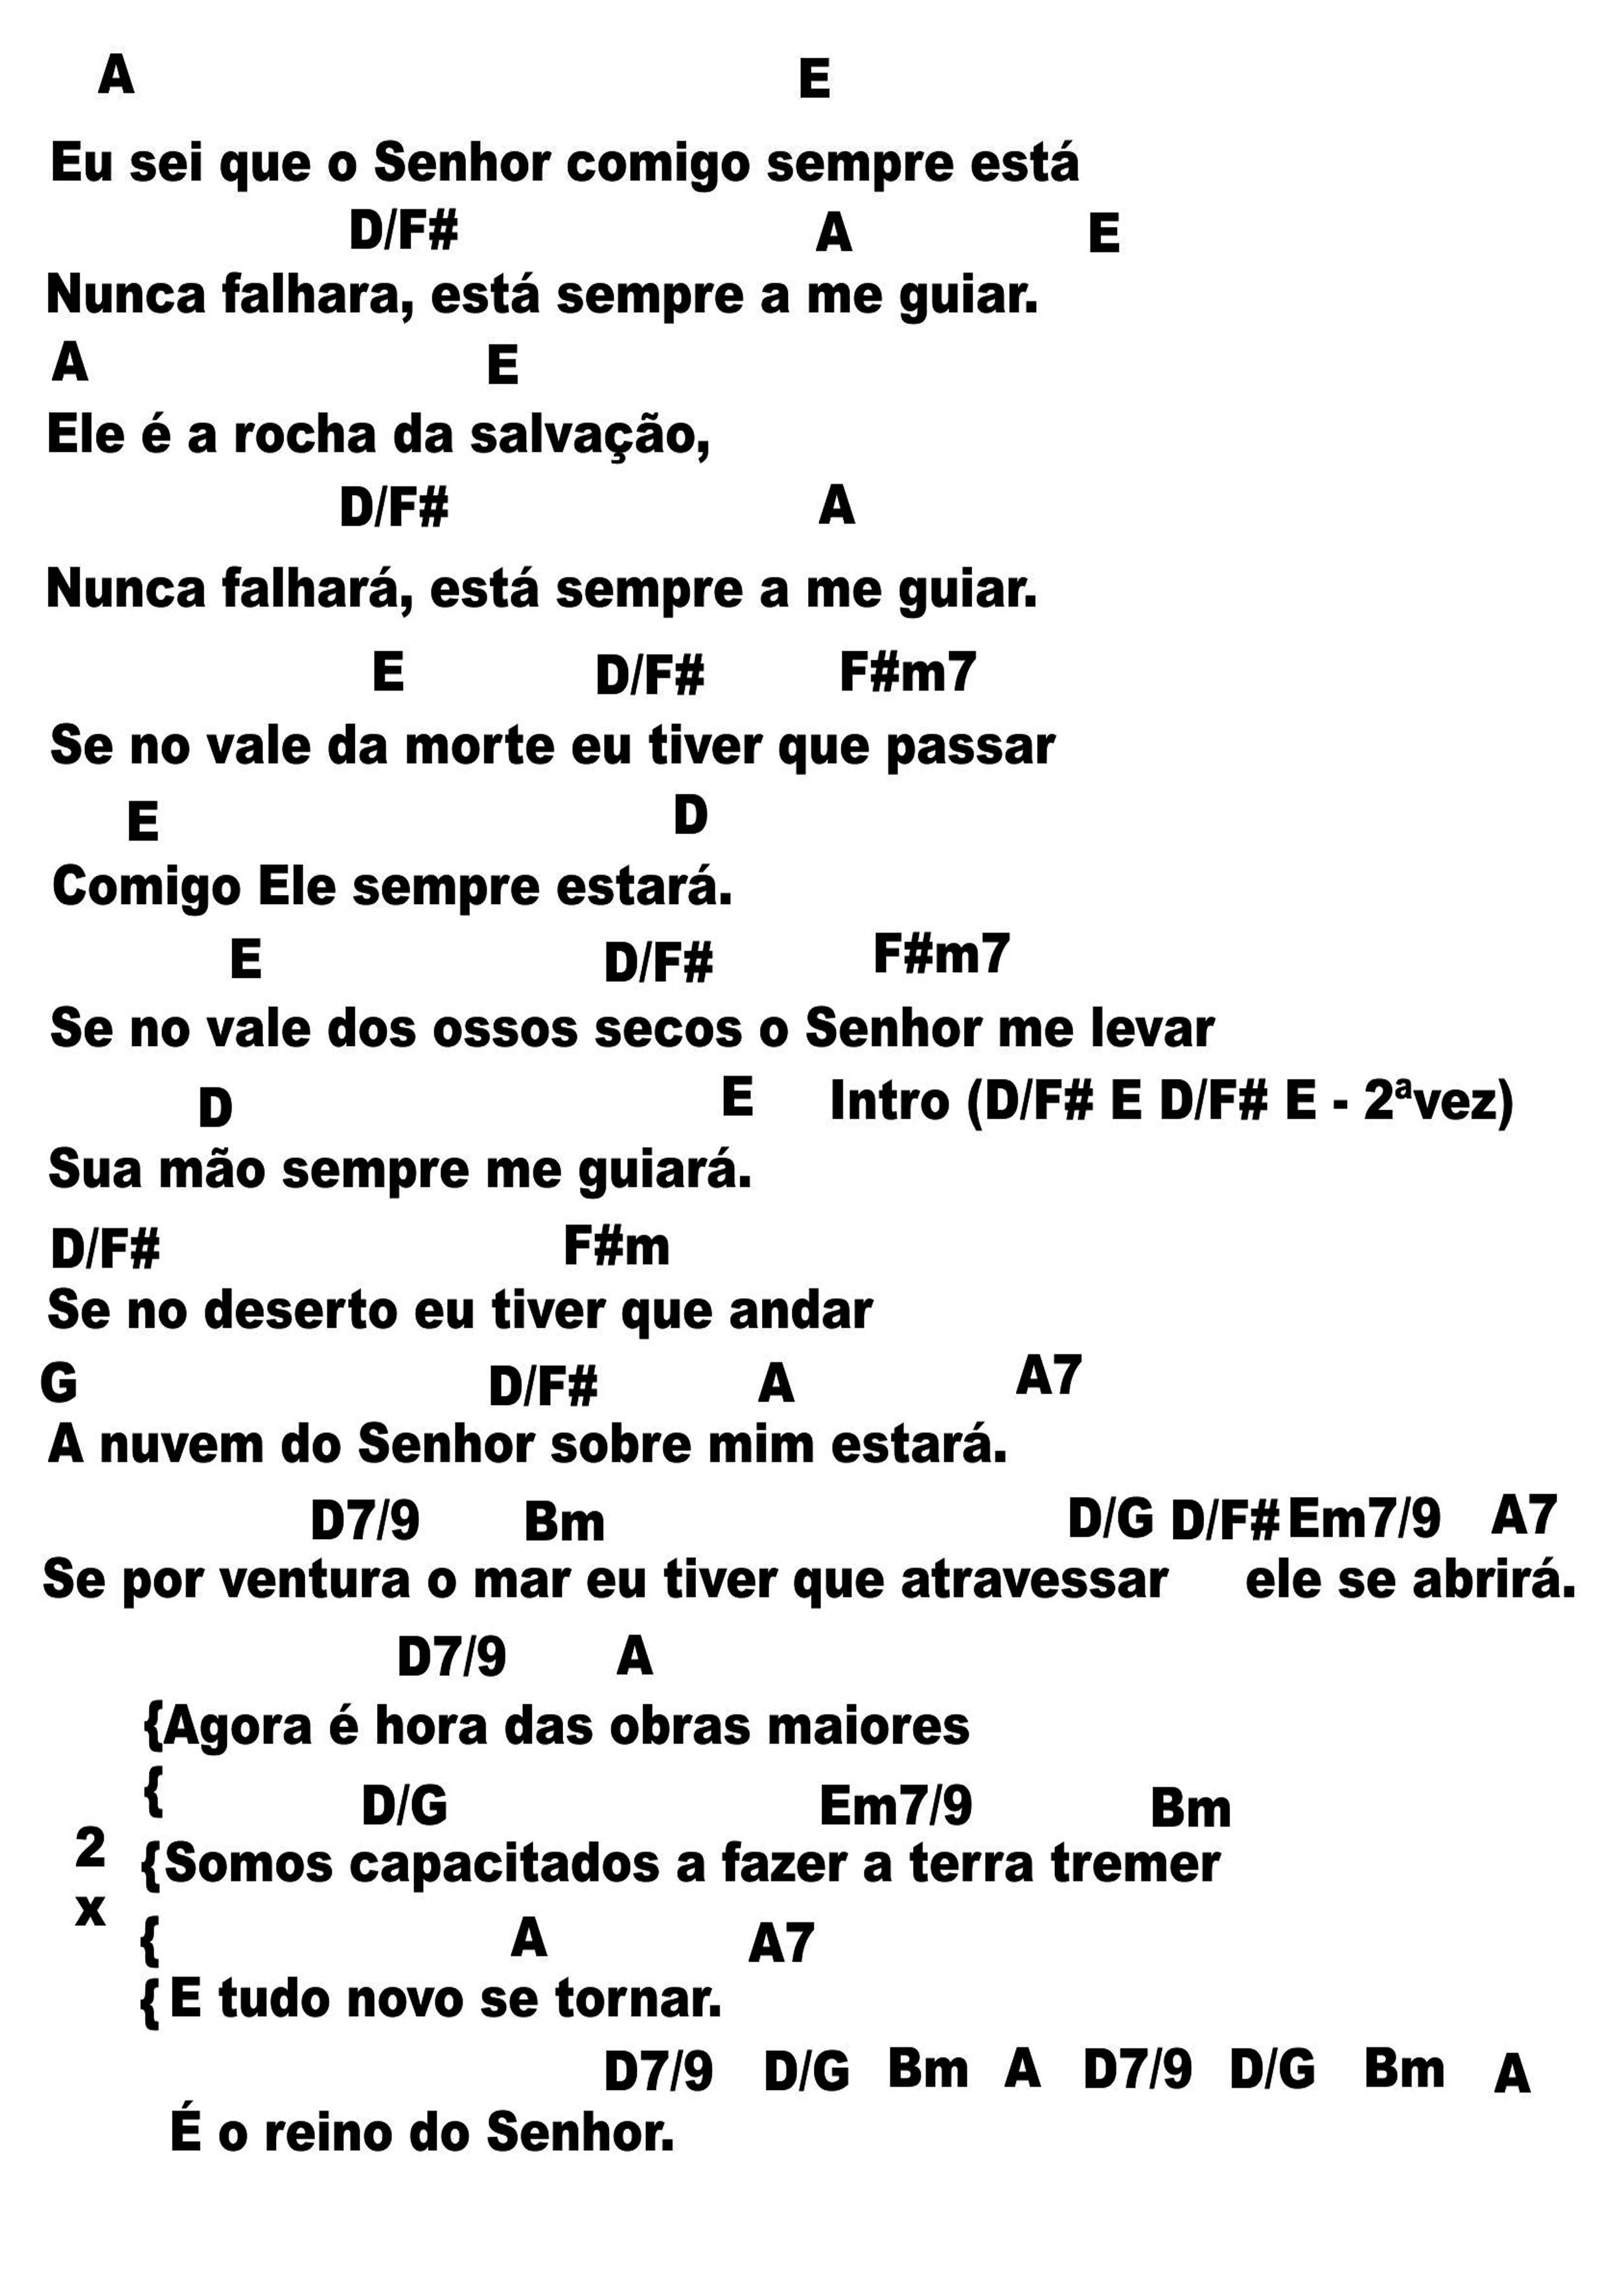 A E
Eu sei que o Senhor comigo sempre está
D/F# A E
Nunca falhara, está sempre a me guiar.
A E
Ele é a rocha da salvação,
D/F# A
Nunca falhará, está sempre a me guiar.
E D/F# F#m7
Se no vale da morte eu tiver que passar
E D
Comigo Ele sempre estará.
E D/F# F#m7
Se no vale dos ossos secos o Senhor me levar
D E Intro (D/F# E D/F# E - 2ªvez)
Sua mão sempre me guiará.
D/F# F#m
Se no deserto eu tiver que andar
G D/F# A A7
A nuvem do Senhor sobre mim estará.
D7/9 Bm D/G D/F# Em7/9 A7
Se por ventura o mar eu tiver que atravessar ele se abrirá.
D7/9 A
{Agora é hora das obras maiores
{ D/G Em7/9 Bm
2 {Somos capacitados a fazer a terra tremer
x { A A7
{E tudo novo se tornar.
D7/9 D/G Bm A D7/9 D/G Bm A
É o reino do Senhor.